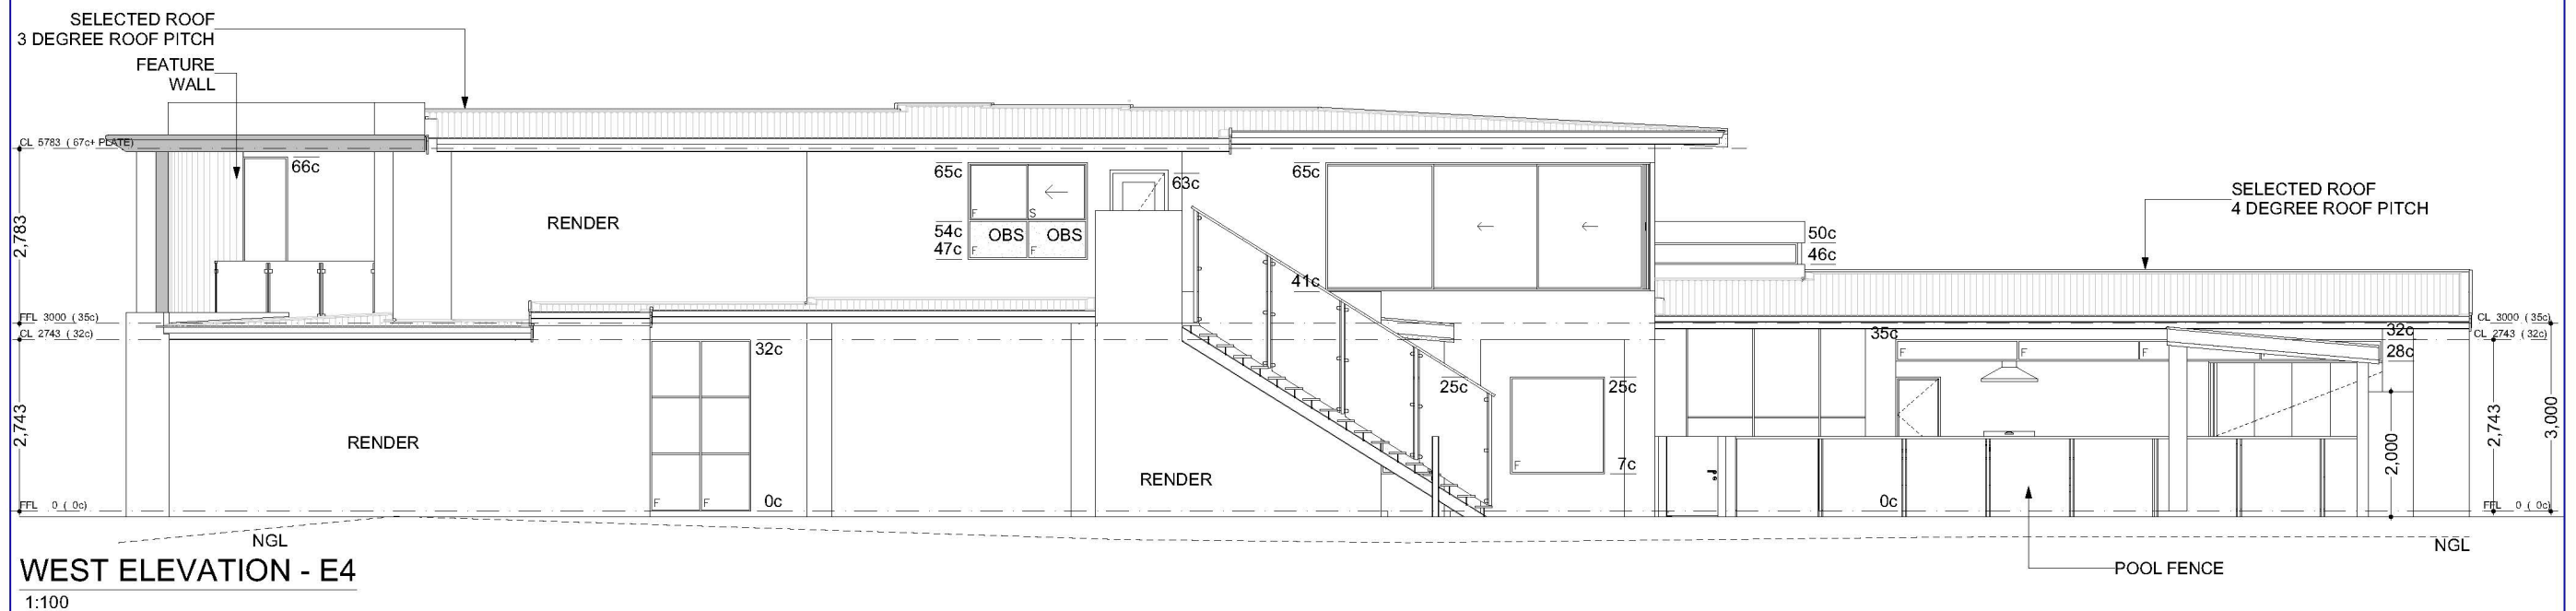 SELECTED ROOF
3 DEGREE ROOF PITCH
FEATURE
WALL
CL 5783 ( 67c+ PLATE)
66c
65c
63c
65c
RENDER
SELECTED ROOF
4 DEGREE ROOF PITCH
2,783
54c
OBS
OBS
47c
F
S
F
F
50c
46c
41c
FFL 3000 ( 35c)
CL 2743 ( 32c)
CL 3000 ( 35c)
CL 2743 ( 32c)
32c
35c
32c
28c
F
F
F
25c
25c
2,743
RENDER
RENDER
F
7c
2,000
2,743
3,000
F
F
0c
0c
FFL 0 ( 0c)
FFL 0 ( 0c)
NGL
NGL
POOL FENCE
WEST ELEVATION - E4
1:100